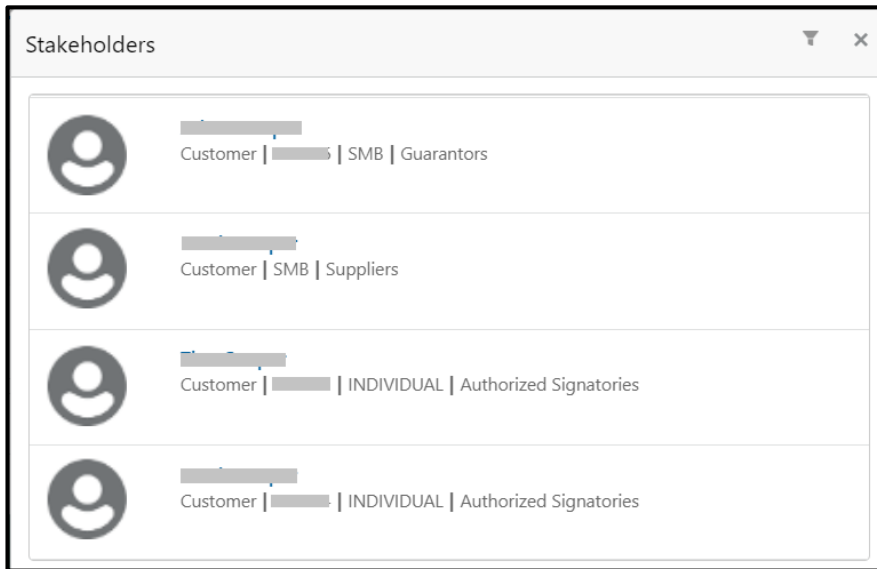 Stakeholders
Customer | | SMB | Guarantors
Customer | SMB | Suppliers
Customer | | INDIVIDUAL | Authorized Signatories
Customer | | INDIVIDUAL | Authorized Signatories